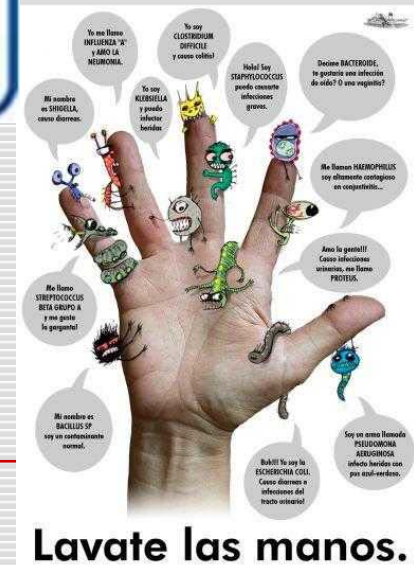 Yo me llamo
INFLUENZA "A"
y AMO LA
NEUMONIA.
Yo soy
CLOSTRIDIUM
DIFFICILE
y causo colitis!
Hola! Soy
STAPHYLOCOCCUS
puedo causarte
infecciones
graves.
Decime BACTEROIDE,
te gustaría una infección
de oído? O una vaginitis?
Mi nombre
es SHIGELLA,
causo diarreas.
Yo soy
KLEBSIELLA
y puedo
infectar
heridas
Me llaman HAEMOPHILUS
soy altamente contagioso
en conjuntivitis...
Amo la gente!!!
Causo infecciones
urinarias, me llamo
PROTEUS.
Me llamo
STREPTOCOCCUS
BETA GRUPO A
y me gusta
la garganta!
Mi nombre es
BACILLUS SP
soy un contaminante
normal.
Buh!!! Yo soy la
ESCHERICHIA COLI.
Causo diarreas e
infecciones del
tracto urinario!
Soy un arma llamada
PSEUDOMONA
AERUGINOSA
infecto heridas con
pus azul-verdoso.
Lavate las manos.